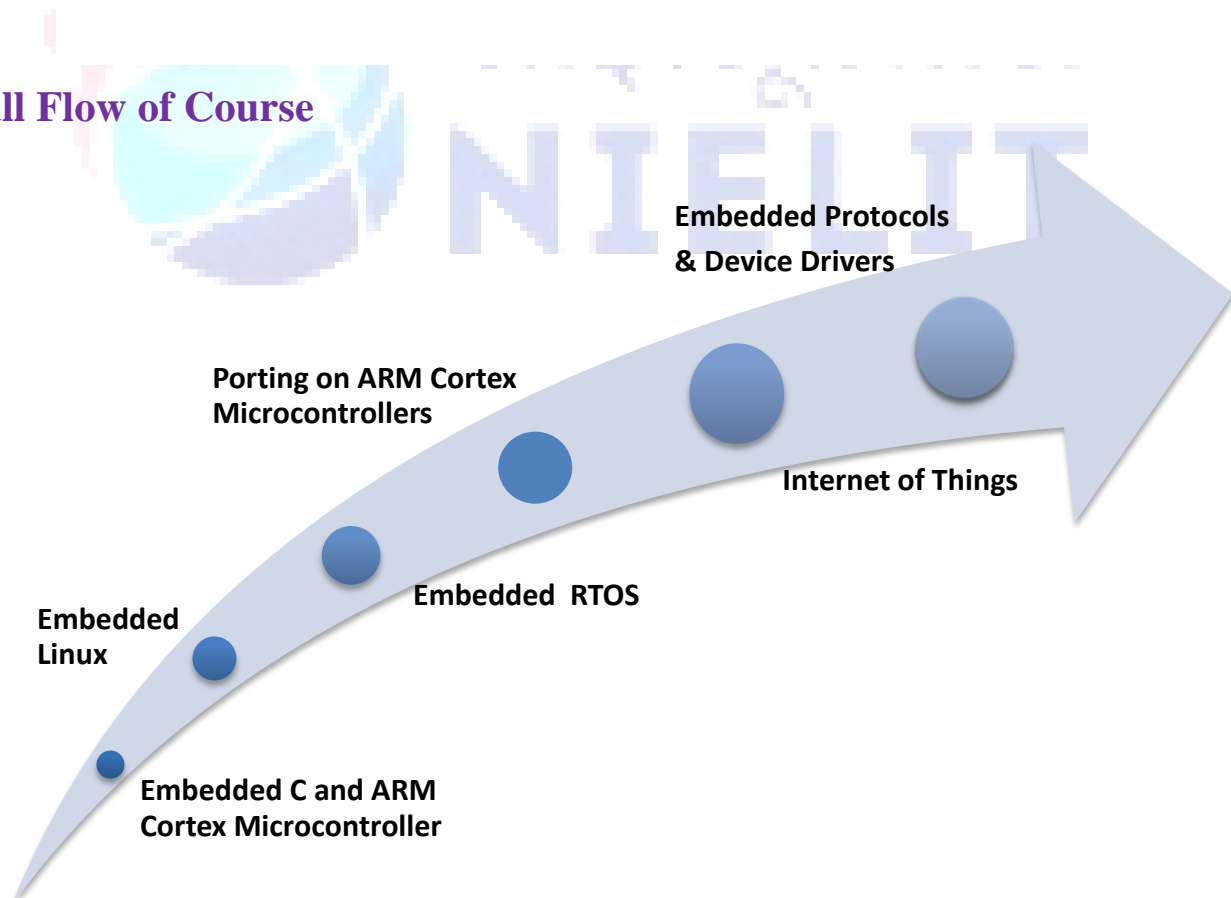 ll Flow of Course
NIELIT
Embedded Protocols
& Device Drivers
Porting on ARM Cortex
Microcontrollers
Internet of Things
Embedded RTOS
Embedded
Linux
Embedded C and ARM
Cortex Microcontroller